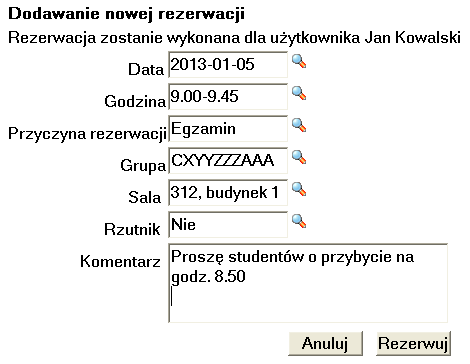 Dodawanie nowej rezerwacji
Rezerwacja zostanie wykonana dla użytkownika Jan Kowalski
Data 2013-01-05
Godzina 9.00-9.45
Przyczyna rezerwacji Egzamin
Grupa CXYYZZZAAA
Sala 312, budynek 1
Rzutnik Nie
Komentarz Proszę studentów o przybycie na
godz. 8.50
Anuluj Rezerwuj